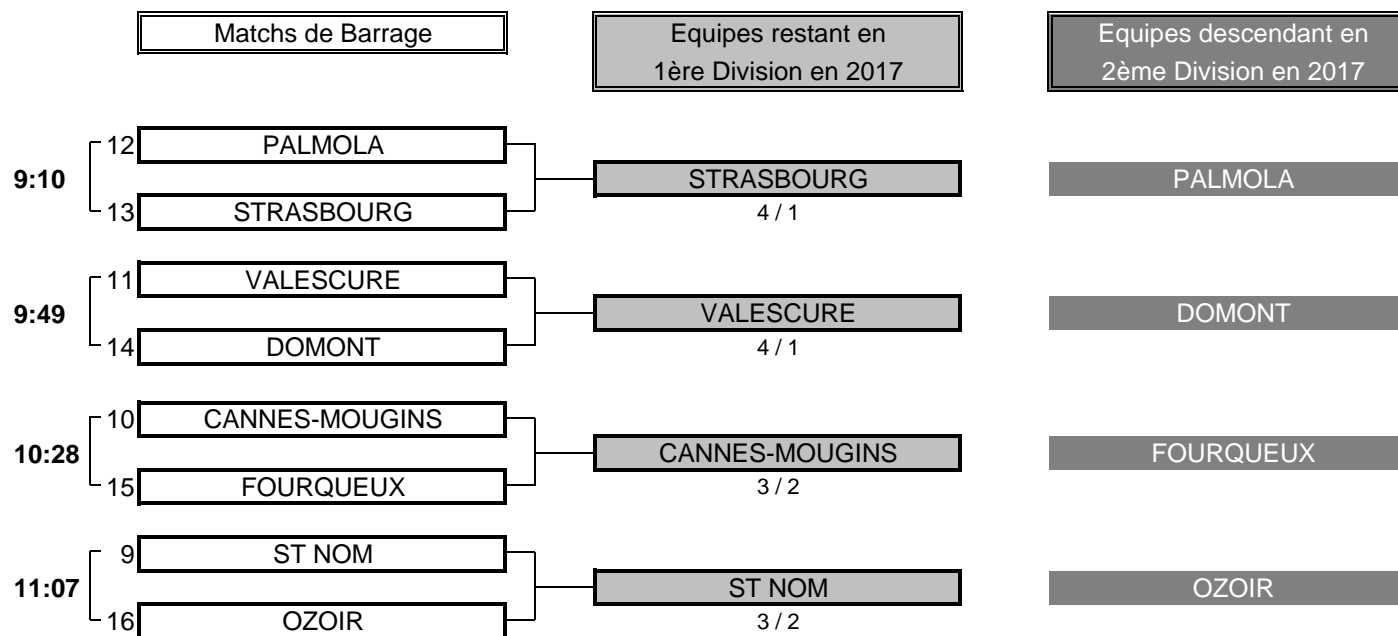 Matchs de Barrage
Equipes restant en
1ère Division en 2017
Equipes descendant en
2ème Division en 2017
12 PALMOLA
9:10 STRASBOURG PALMOLA
13 STRASBOURG 4 / 1
11 VALESCURE
9:49 VALESCURE DOMONT
14 DOMONT 4 / 1
10 CANNES-MOUGINS
10:28 CANNES-MOUGINS FOURQUEUX
15 FOURQUEUX 3 / 2
9 ST NOM
11:07 ST NOM OZOIR
16 OZOIR 3 / 2